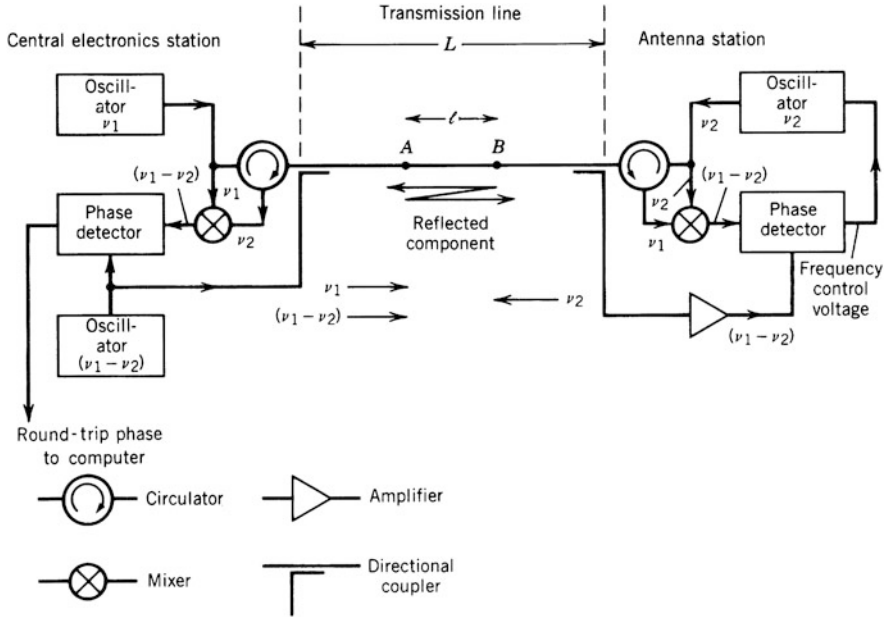 Transmission line
Central electronics station
L
Antenna station
Oscill-
ator
ν1
Oscill-
ator
ν2
ℓ
A
B
ν2
(ν1 − ν2)
ν1
ν2
(ν1 − ν2)
Phase
detector
ν2
Reflected
component
ν1
Phase
detector
Frequency
control
voltage
ν1
ν2
(ν1 − ν2)
(ν1 − ν2)
Oscill-
ator
(ν1 − ν2)
Round-trip phase
to computer
Circulator
Amplifier
Mixer
Directional
coupler